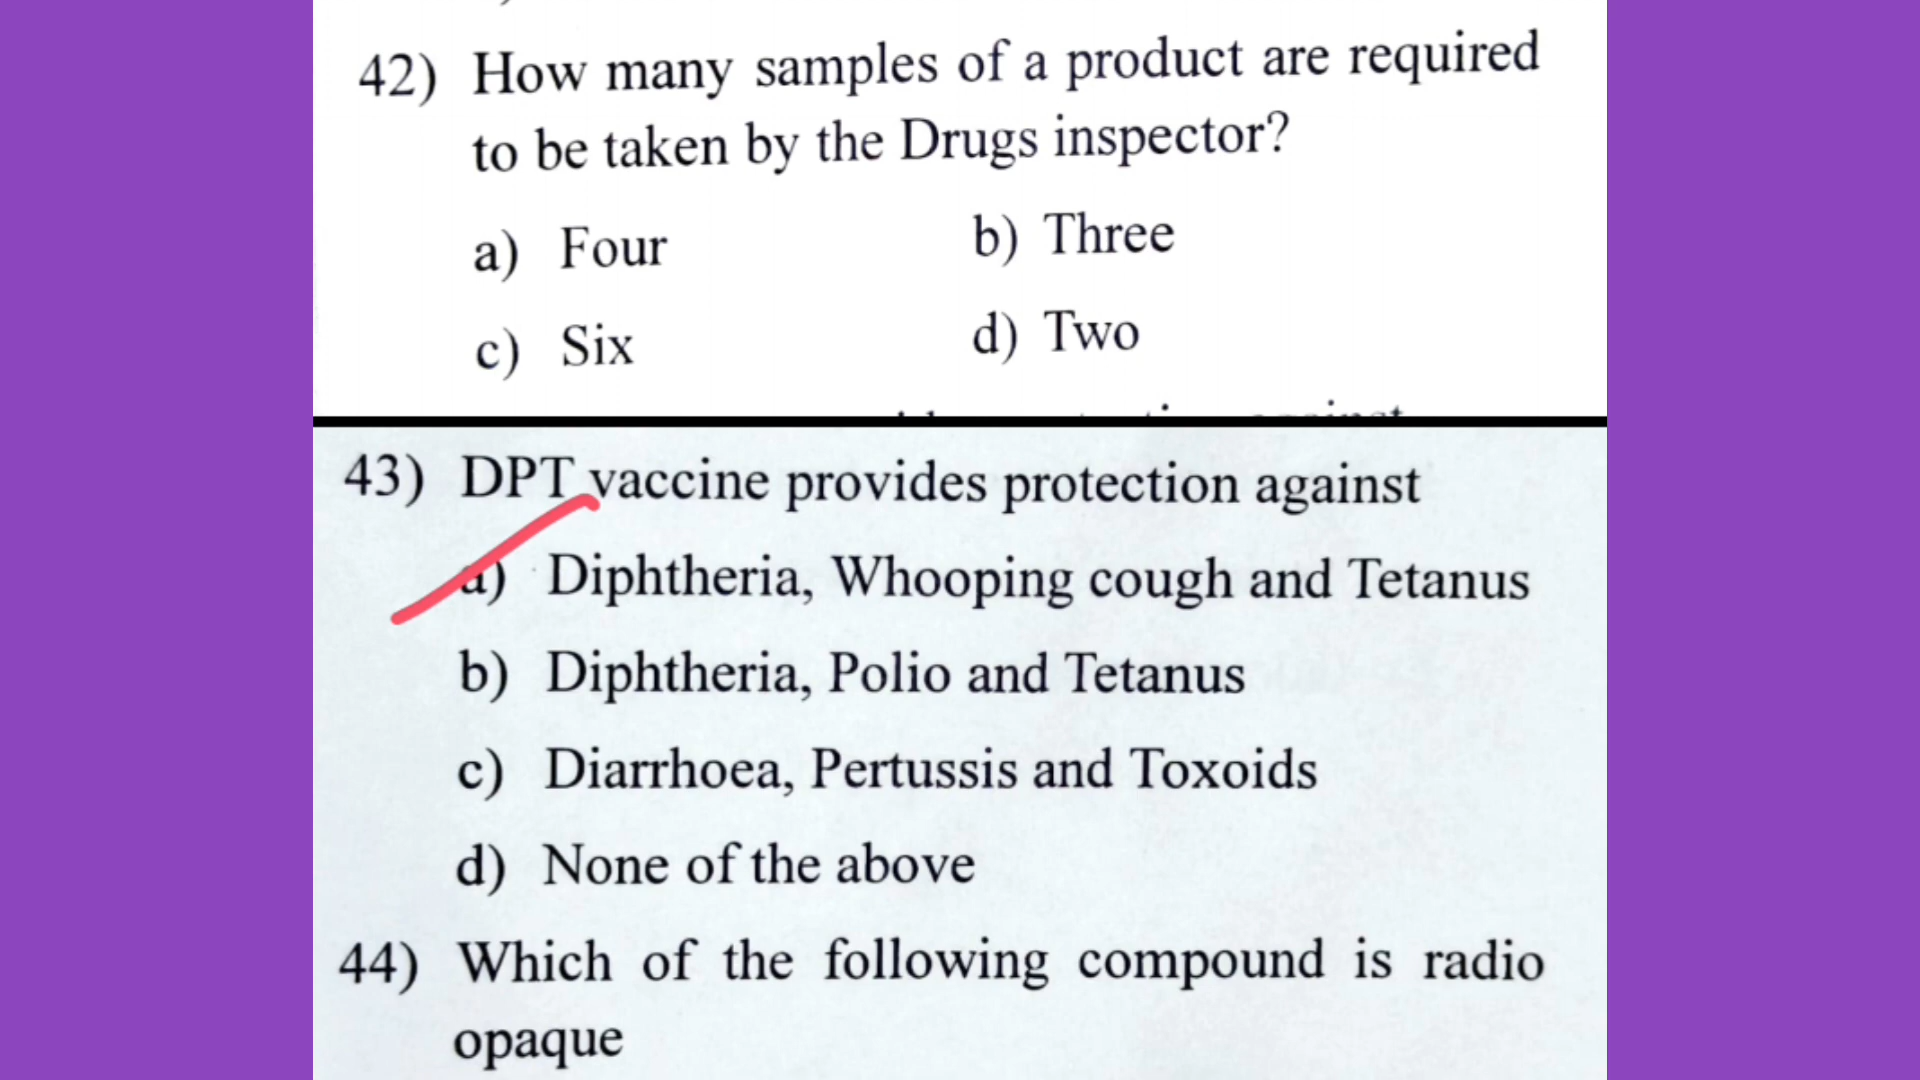 42) How many samples of a product are required
to be taken by the Drugs inspector?
a) Four b) Three
c) Six d) Two
43) DPT vaccine provides protection against
a) Diphtheria, Whooping cough and Tetanus
b) Diphtheria, Polio and Tetanus
c) Diarrhoea, Pertussis and Toxoids
d) None of the above
44) Which of the following compound is radio
opaque